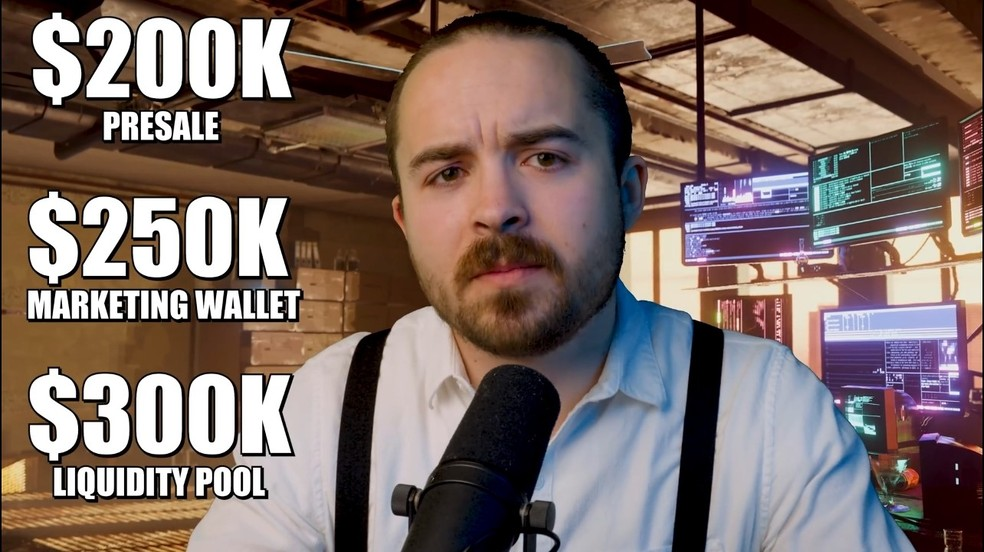 $200K
PRESALE
$250K
MARKETING WALLET
$300K
LIQUIDITY POOL